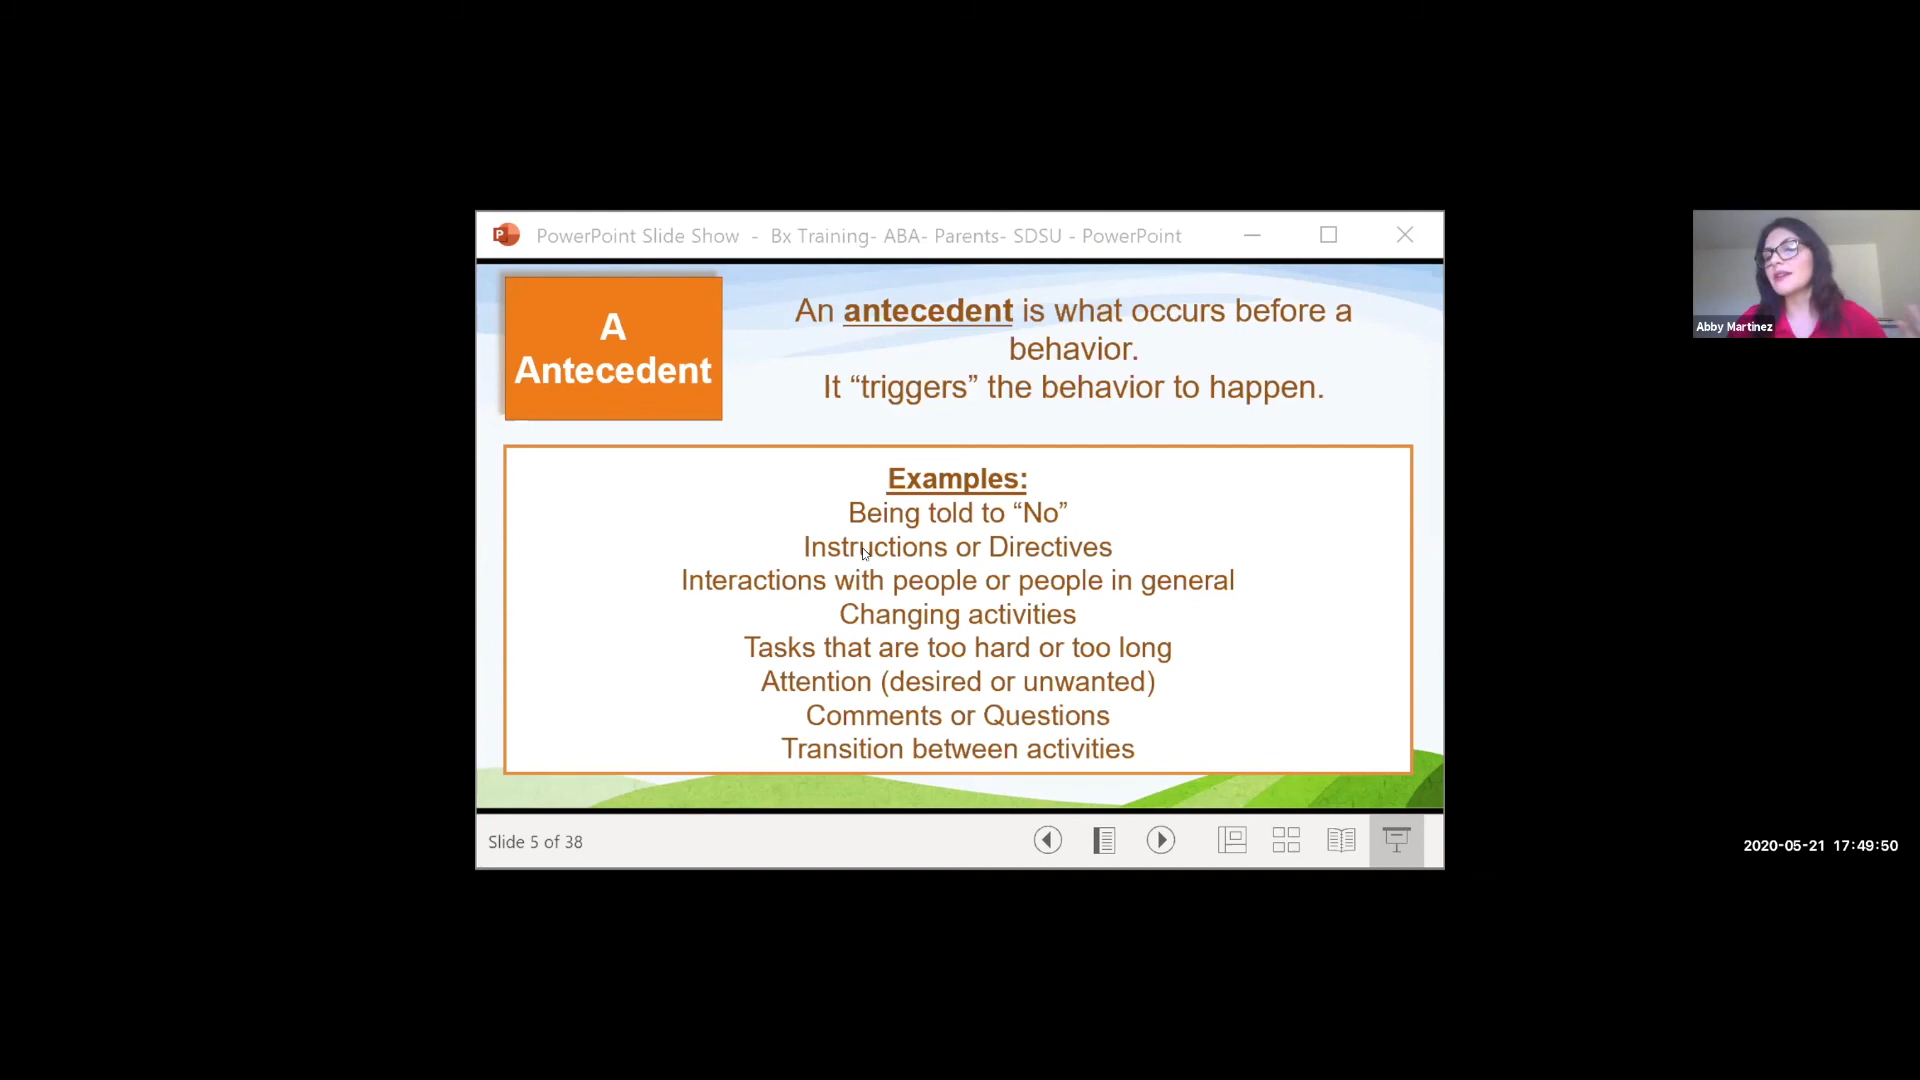 PowerPoint Slide Show - Bx Training- ABA- Parents- SDSU - PowerPoint
A
Antecedent
An antecedent is what occurs before a
behavior.
It “triggers” the behavior to happen.
Examples:
Being told to “No”
Instructions or Directives
Interactions with people or people in general
Changing activities
Tasks that are too hard or too long
Attention (desired or unwanted)
Comments or Questions
Transition between activities
Slide 5 of 38
Abby Martinez
2020-05-21 17:49:50